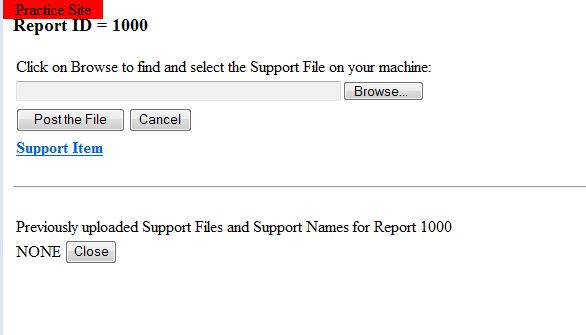 Practice Site
Report ID = 1000
Click on Browse to find and select the Support File on your machine:
Browse...
Post the File Cancel
Support Item
Previously uploaded Support Files and Support Names for Report 1000
NONE Close